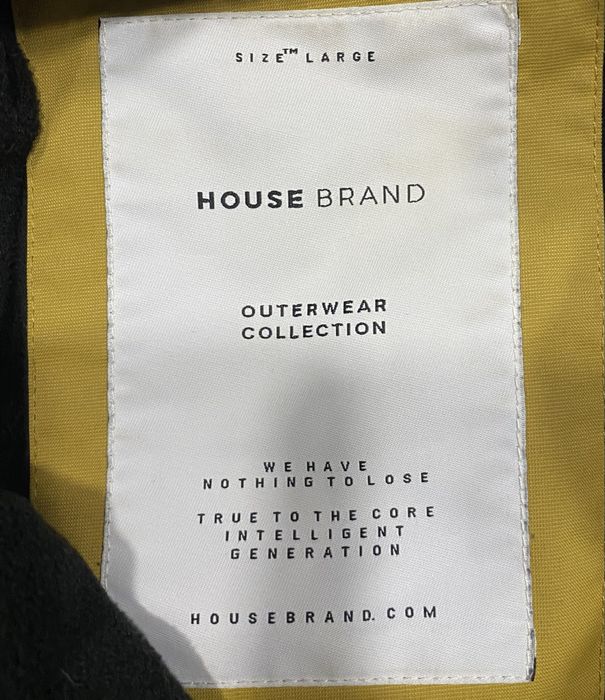 SIZE™ LARGE
HOUSE BRAND
OUTERWEAR
COLLECTION
WE HAVE
NOTHING TO LOSE
TRUE TO THE CORE
INTELLIGENT
GENERATION
HOUSEBRAND.COM